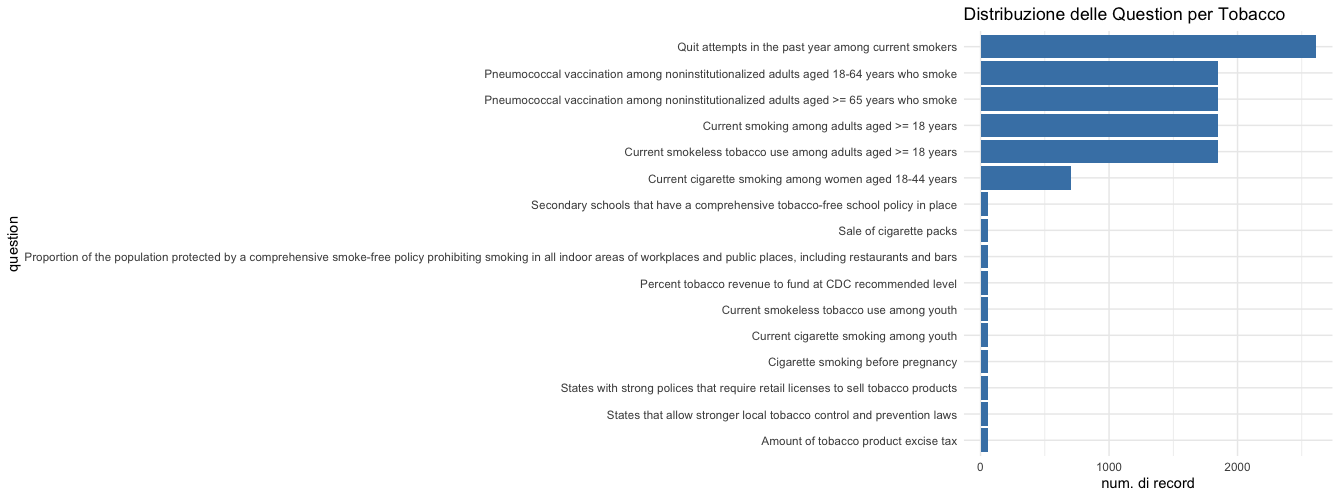 Distribuzione delle Question per Tobacco
question
Quit attempts in the past year among current smokers
Pneumococcal vaccination among noninstitutionalized adults aged 18-64 years who smoke
Pneumococcal vaccination among noninstitutionalized adults aged >= 65 years who smoke
Current smoking among adults aged >= 18 years
Current smokeless tobacco use among adults aged >= 18 years
Current cigarette smoking among women aged 18-44 years
Secondary schools that have a comprehensive tobacco-free school policy in place
Sale of cigarette packs
Proportion of the population protected by a comprehensive smoke-free policy prohibiting smoking in all indoor areas of workplaces and public places, including restaurants and bars
Percent tobacco revenue to fund at CDC recommended level
Current smokeless tobacco use among youth
Current cigarette smoking among youth
Cigarette smoking before pregnancy
States with strong polices that require retail licenses to sell tobacco products
States that allow stronger local tobacco control and prevention laws
Amount of tobacco product excise tax
0 1000 2000
num. di record